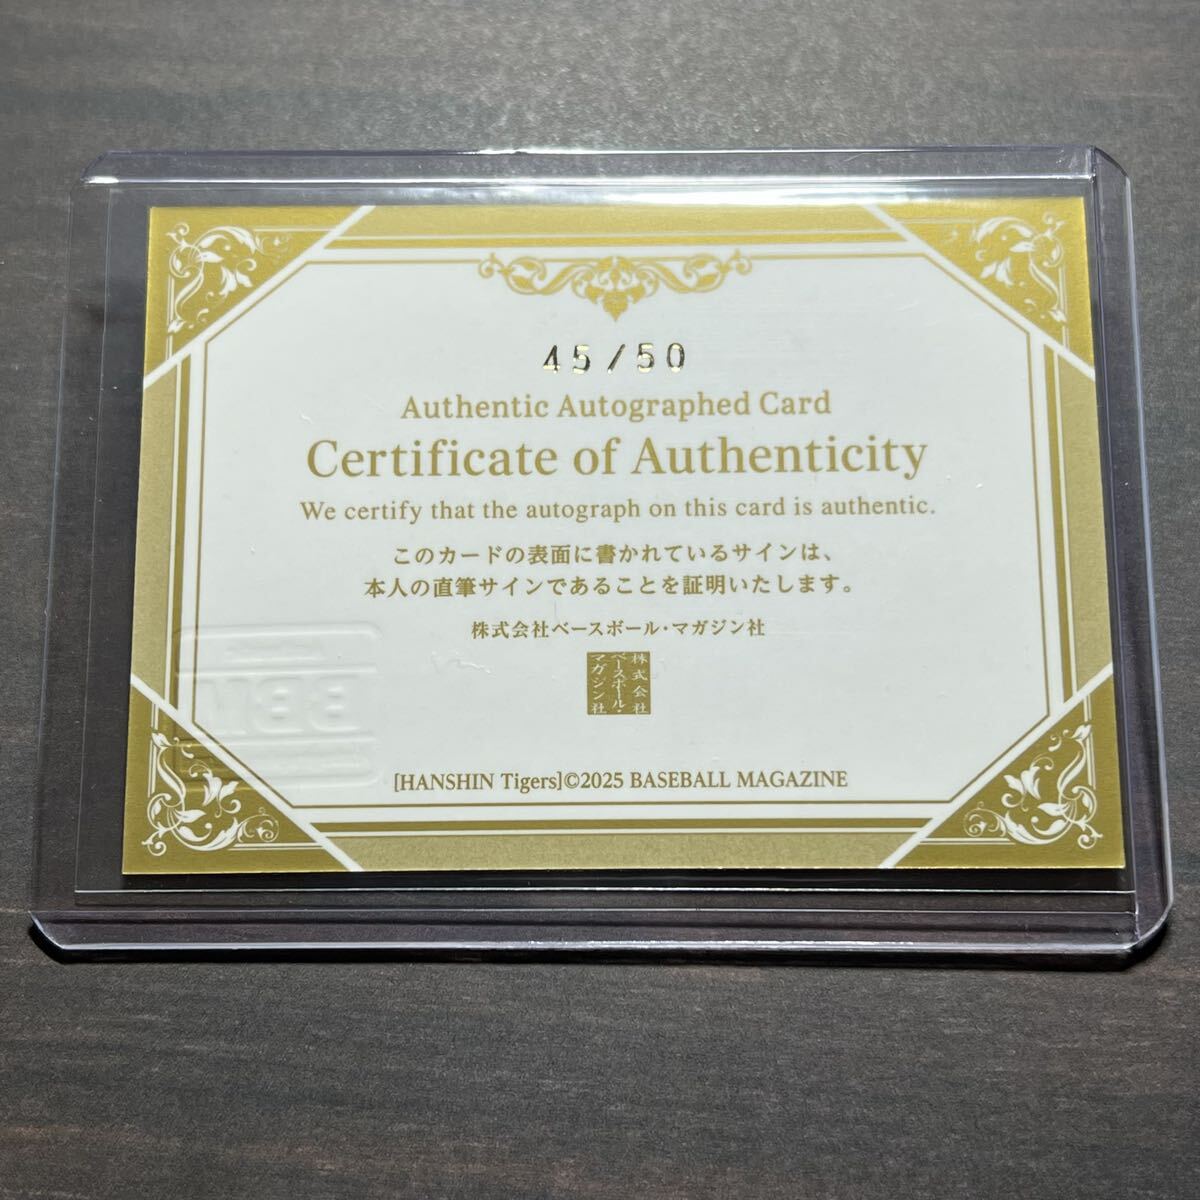 45/50
Authentic Autographed Card
Certificate of Authenticity
We certify that the autograph on this card is authentic.
このカードの表面に書かれているサインは、
本人の直筆サインであることを証明いたします。
株式会社ベースボール・マガジン社
株式会社
ベースボール・
マガジン社
[HANSHIN Tigers]©2025 BASEBALL MAGAZINE